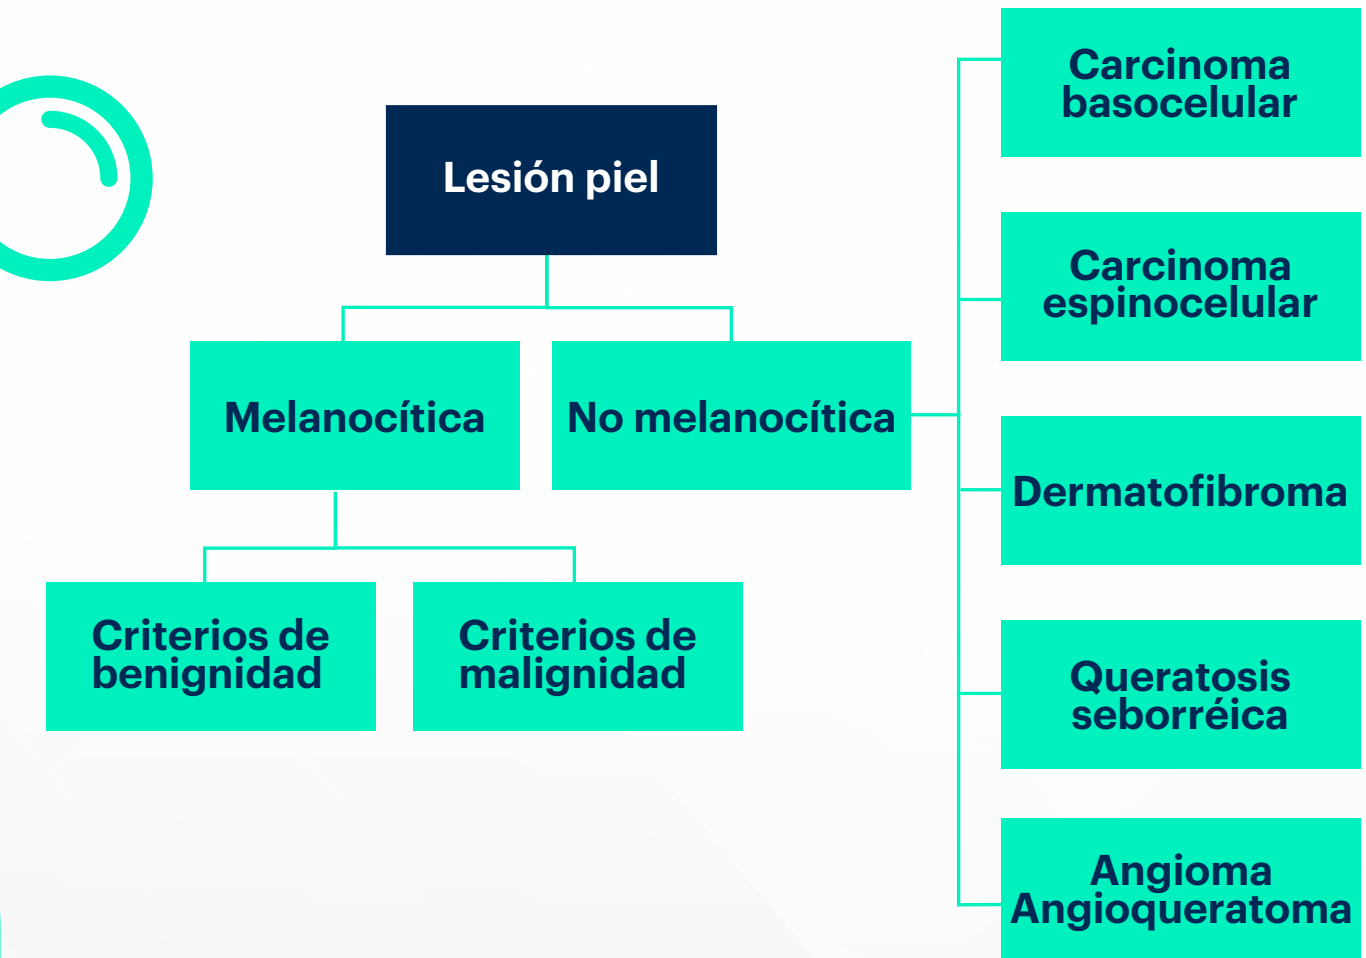 Lesión piel
Melanocítica
No melanocítica
Criterios de
benignidad
Criterios de
malignidad
Carcinoma
basocelular
Carcinoma
espinocelular
Dermatofibroma
Queratosis
seborréica
Angioma
Angioqueratoma